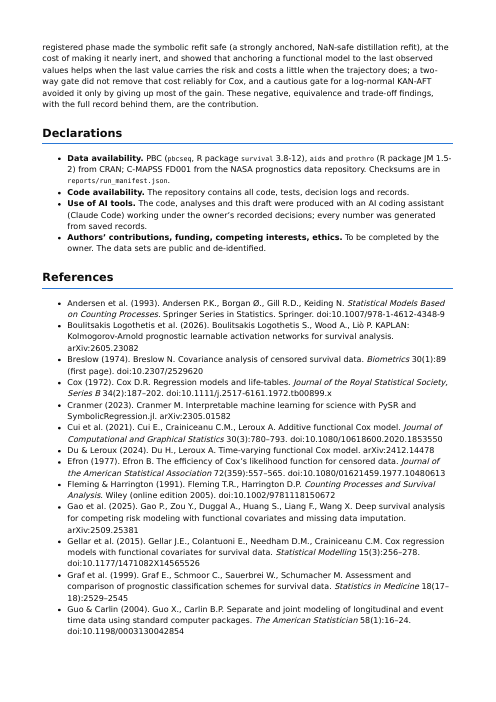 registered phase made the symbolic refit safe (a strongly anchored, NaN-safe distillation refit), at the
cost of making it nearly inert, and showed that anchoring a functional model to the last observed
values helps when the last value carries the risk and costs a little when the trajectory does; a two-
way gate did not remove that cost reliably for Cox, and a cautious gate for a log-normal KAN-AFT
avoided it only by giving up most of the gain. These negative, equivalence and trade-off findings,
with the full record behind them, are the contribution.
Declarations
• Data availability. PBC (pbcseq, R package survival 3.8-12), aids and prothro (R package JM 1.5-
2) from CRAN; C-MAPSS FD001 from the NASA prognostics data repository. Checksums are in
reports/run_manifest.json.
• Code availability. The repository contains all code, tests, decision logs and records.
• Use of AI tools. The code, analyses and this draft were produced with an AI coding assistant
(Claude Code) working under the owner's recorded decisions; every number was generated
from saved records.
• Authors' contributions, funding, competing interests, ethics. To be completed by the
owner. The data sets are public and de-identified.
References
• Andersen et al. (1993). Andersen P.K., Borgan Ø., Gill R.D., Keiding N. Statistical Models Based
on Counting Processes. Springer Series in Statistics. Springer. doi:10.1007/978-1-4612-4348-9
• Boulitsakis Logothetis et al. (2026). Boulitsakis Logothetis S., Wood A., Liò P. KAPLAN:
Kolmogorov-Arnold prognostic learnable activation networks for survival analysis.
arXiv:2605.23082
• Breslow (1974). Breslow N. Covariance analysis of censored survival data. Biometrics 30(1):89
(first page). doi:10.2307/2529620
• Cox (1972). Cox D.R. Regression models and life-tables. Journal of the Royal Statistical Society,
Series B 34(2):187–202. doi:10.1111/j.2517-6161.1972.tb00899.x
• Cranmer (2023). Cranmer M. Interpretable machine learning for science with PySR and
SymbolicRegression.jl. arXiv:2305.01582
• Cui et al. (2021). Cui E., Crainiceanu C.M., Leroux A. Additive functional Cox model. Journal of
Computational and Graphical Statistics 30(3):780–793. doi:10.1080/10618600.2020.1853550
• Du & Leroux (2024). Du H., Leroux A. Time-varying functional Cox model. arXiv:2412.14478
• Efron (1977). Efron B. The efficiency of Cox's likelihood function for censored data. Journal of
the American Statistical Association 72(359):557–565. doi:10.1080/01621459.1977.10480613
• Fleming & Harrington (1991). Fleming T.R., Harrington D.P. Counting Processes and Survival
Analysis. Wiley (online edition 2005). doi:10.1002/9781118150672
• Gao et al. (2025). Gao P., Zou Y., Duggal A., Huang S., Liang F., Wang X. Deep survival analysis
for competing risk modeling with functional covariates and missing data imputation.
arXiv:2509.25381
• Gellar et al. (2015). Gellar J.E., Colantuoni E., Needham D.M., Crainiceanu C.M. Cox regression
models with functional covariates for survival data. Statistical Modelling 15(3):256–278.
doi:10.1177/1471082X14565526
• Graf et al. (1999). Graf E., Schmoor C., Sauerbrei W., Schumacher M. Assessment and
comparison of prognostic classification schemes for survival data. Statistics in Medicine 18(17–
18):2529–2545
• Guo & Carlin (2004). Guo X., Carlin B.P. Separate and joint modeling of longitudinal and event
time data using standard computer packages. The American Statistician 58(1):16–24.
doi:10.1198/0003130042854